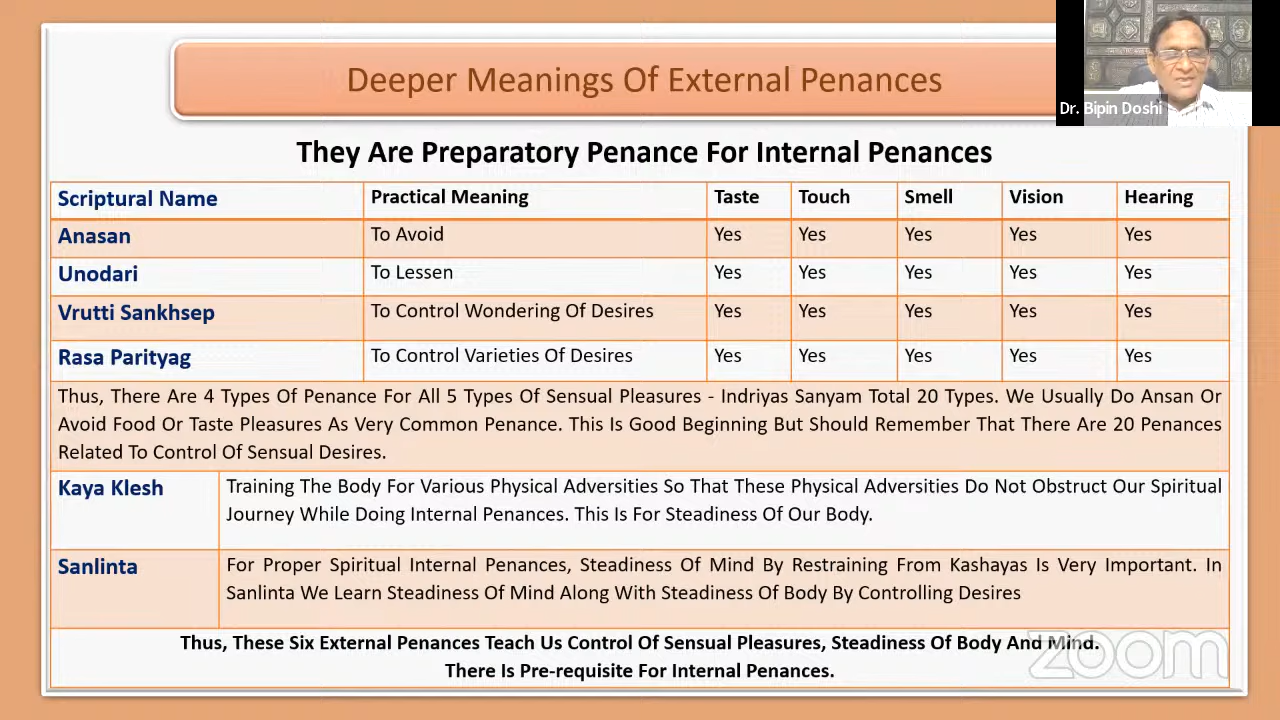 Deeper Meanings Of External Penances
Dr. Bipin Doshi
They Are Preparatory Penance For Internal Penances
Scriptural Name Practical Meaning Taste Touch Smell Vision Hearing
Anasan To Avoid Yes Yes Yes Yes Yes
Unodari To Lessen Yes Yes Yes Yes Yes
Vrutti Sankhsep To Control Wondering Of Desires Yes Yes Yes Yes Yes
Rasa Parityag To Control Varieties Of Desires Yes Yes Yes Yes Yes
Thus, There Are 4 Types Of Penance For All 5 Types Of Sensual Pleasures - Indriyas Sanyam Total 20 Types. We Usually Do Ansan Or
Avoid Food Or Taste Pleasures As Very Common Penance. This Is Good Beginning But Should Remember That There Are 20 Penances
Related To Control Of Sensual Desires.
Kaya Klesh Training The Body For Various Physical Adversities So That These Physical Adversities Do Not Obstruct Our Spiritual
Journey While Doing Internal Penances. This Is For Steadiness Of Our Body.
Sanlinta For Proper Spiritual Internal Penances, Steadiness Of Mind By Restraining From Kashayas Is Very Important. In
Sanlinta We Learn Steadiness Of Mind Along With Steadiness Of Body By Controlling Desires
Thus, These Six External Penances Teach Us Control Of Sensual Pleasures, Steadiness Of Body And Mind.
There Is Pre-requisite For Internal Penances.
zoom